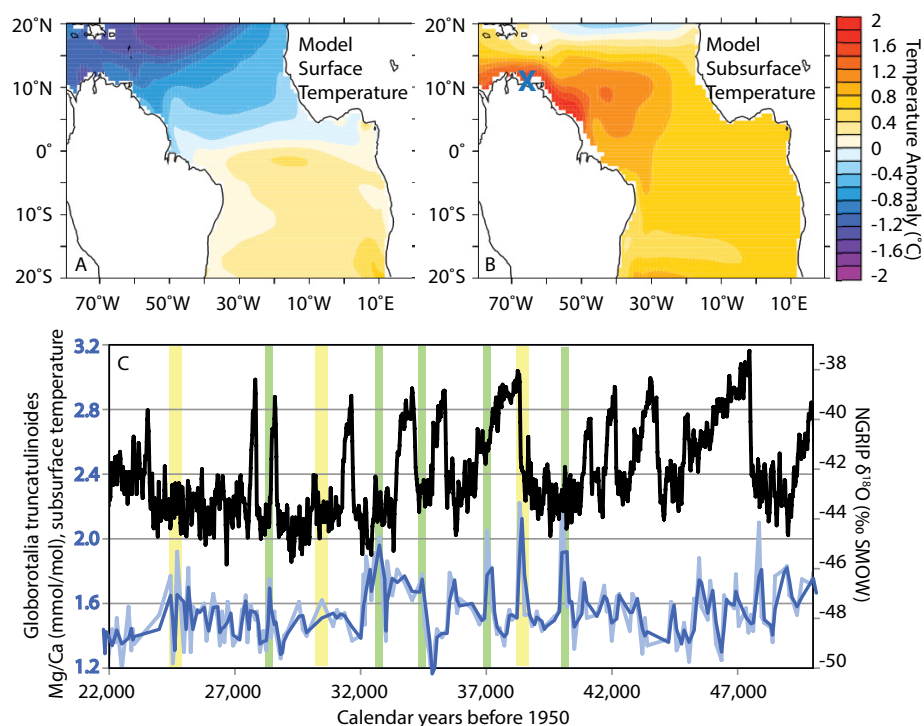 20°N
10°N
0°
10°S
20°S
Model
Surface
Temperature
A
70°W
50°W
30°W
10°W
10°E
20°N
10°N
0°
10°S
20°S
Model
Subsurface
Temperature
X
B
70°W
50°W
30°W
10°W
10°E
2
1.6
1.2
0.8
0.4
0
-0.4
-0.8
-1.2
-1.6
-2
Temperature Anomaly (°C)
C
Globorotalia truncatulinoides
Mg/Ca (mmol/mol), subsurface temperature
3.2
2.8
2.4
2.0
1.6
1.2
-38
-40
-42
-44
-46
-48
-50
NGRIP δ¹⁸O (‰ SMOW)
22,000
27,000
32,000
37,000
42,000
47,000
Calendar years before 1950